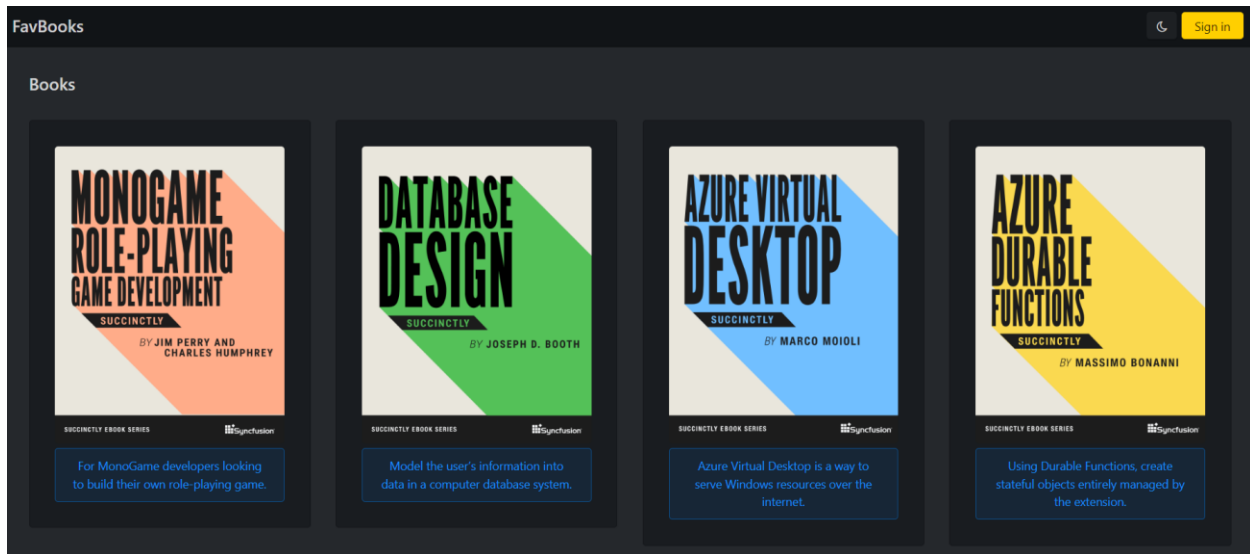 FavBooks
Sign in
Books
MONOGAME
ROLE-PLAYING
GAME DEVELOPMENT
SUCCINCTLY
BY JIM PERRY AND
CHARLES HUMPHREY
SUCCINCTLY EBOOK SERIES
Syncfusion
For MonoGame developers looking
to build their own role-playing game.
DATABASE
DESIGN
SUCCINCTLY
BY JOSEPH D. BOOTH
SUCCINCTLY EBOOK SERIES
Syncfusion
Model the user's information into
data in a computer database system.
AZURE VIRTUAL
DESKTOP
SUCCINCTLY
BY MARCO MOIOLI
SUCCINCTLY EBOOK SERIES
Syncfusion
Azure Virtual Desktop is a way to
serve Windows resources over the
internet.
AZURE
DURABLE
FUNCTIONS
SUCCINCTLY
BY MASSIMO BONANNI
SUCCINCTLY EBOOK SERIES
Syncfusion
Using Durable Functions, create
stateful objects entirely managed by
the extension.